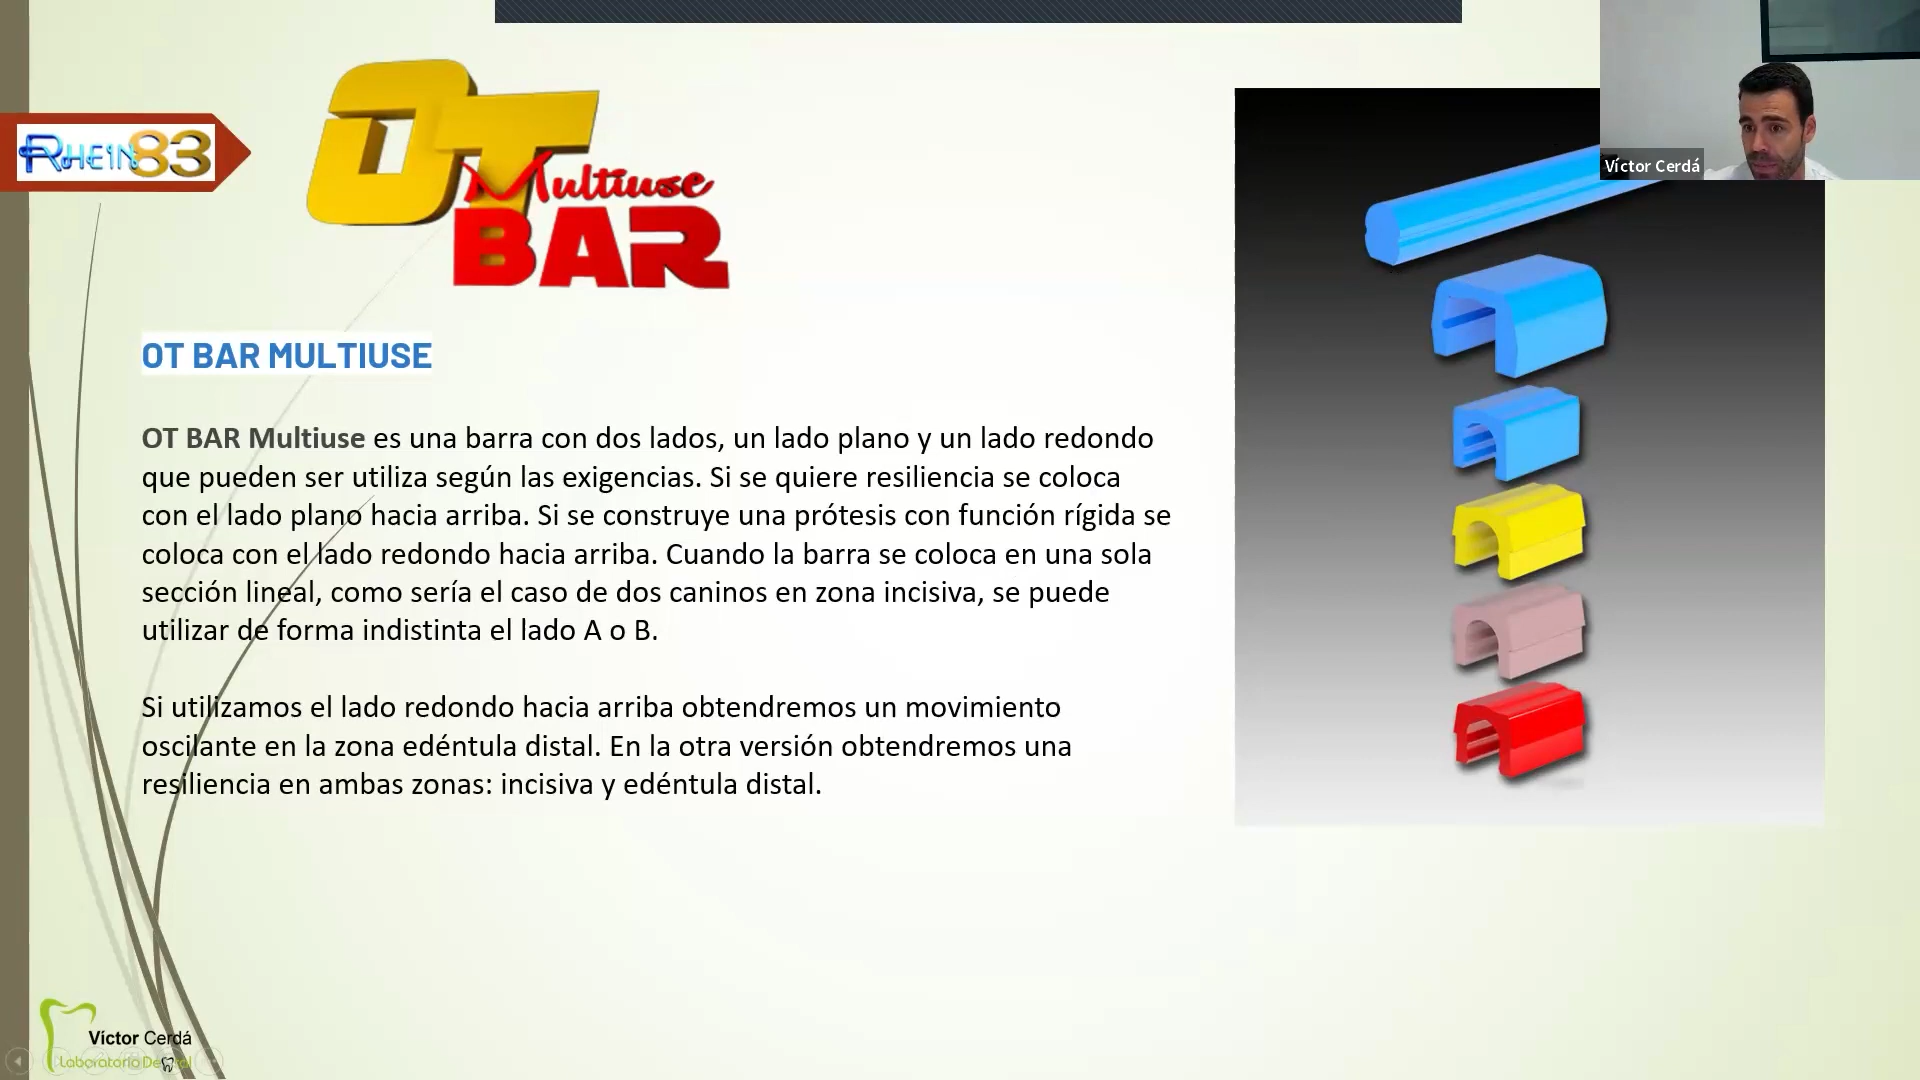 RHEIN83
OT
Multiuse
BAR
Víctor Cerdá
OT BAR MULTIUSE
OT BAR Multiuse es una barra con dos lados, un lado plano y un lado redondo
que pueden ser utiliza según las exigencias. Si se quiere resiliencia se coloca
con el lado plano hacia arriba. Si se construye una prótesis con función rígida se
coloca con el lado redondo hacia arriba. Cuando la barra se coloca en una sola
sección lineal, como sería el caso de dos caninos en zona incisiva, se puede
utilizar de forma indistinta el lado A o B.
Si utilizamos el lado redondo hacia arriba obtendremos un movimiento
oscilante en la zona edéntula distal. En la otra versión obtendremos una
resiliencia en ambas zonas: incisiva y edéntula distal.
Víctor Cerdá
Laboratorio Dental